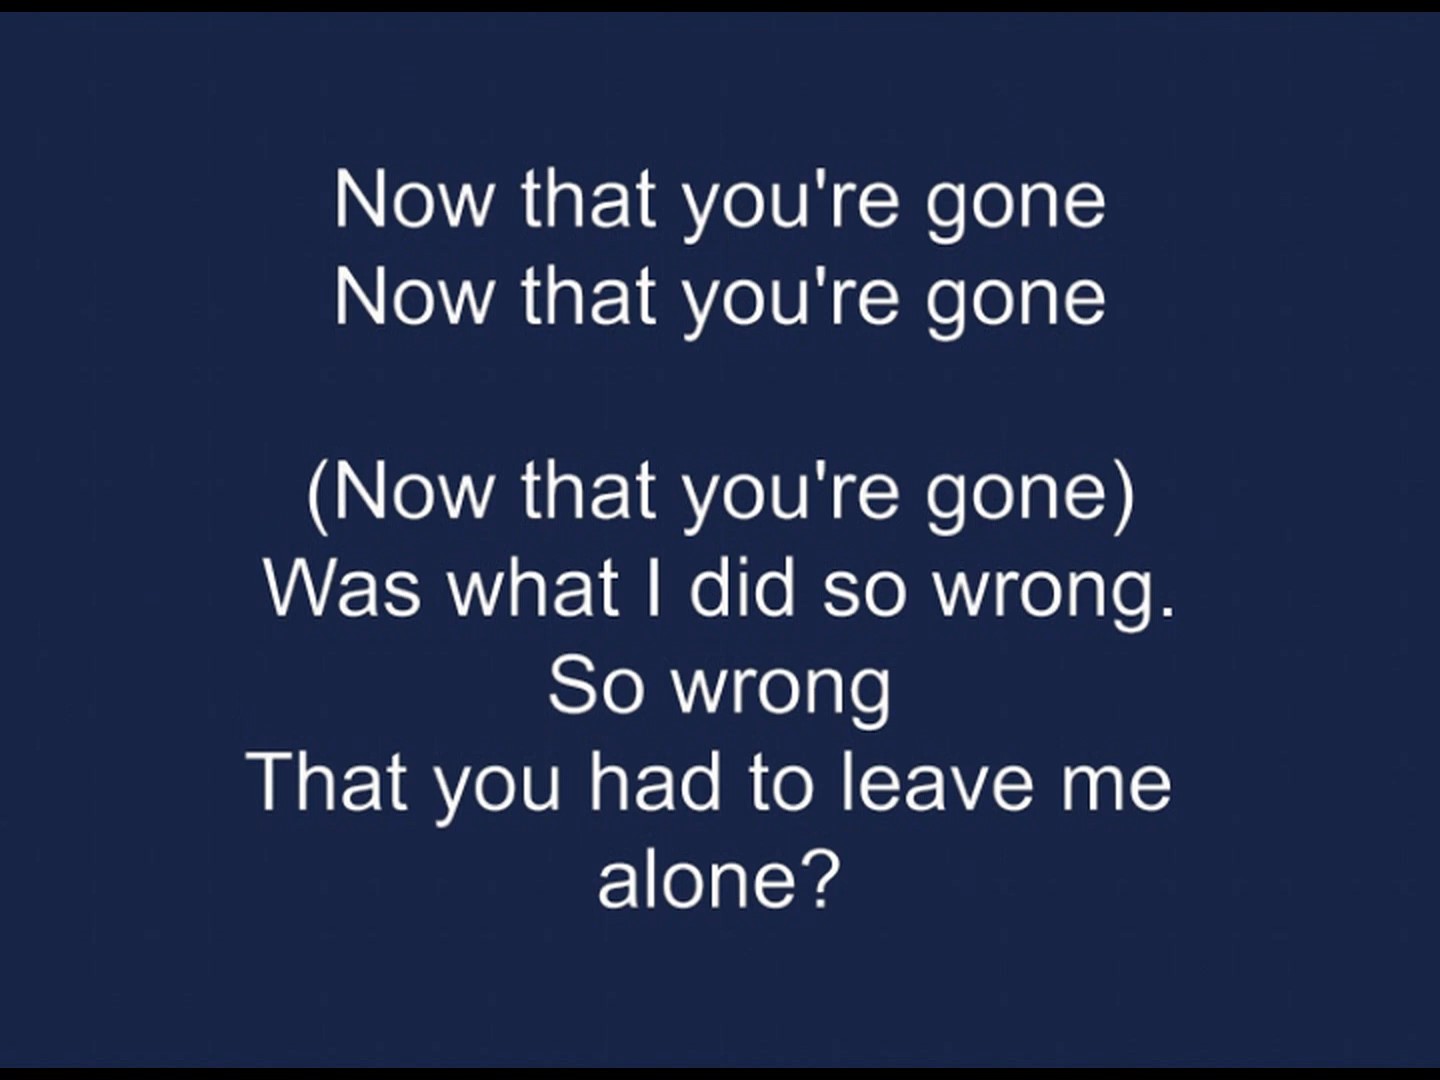 Now that you're gone
Now that you're gone
(Now that you're gone)
Was what I did so wrong.
So wrong
That you had to leave me
alone?